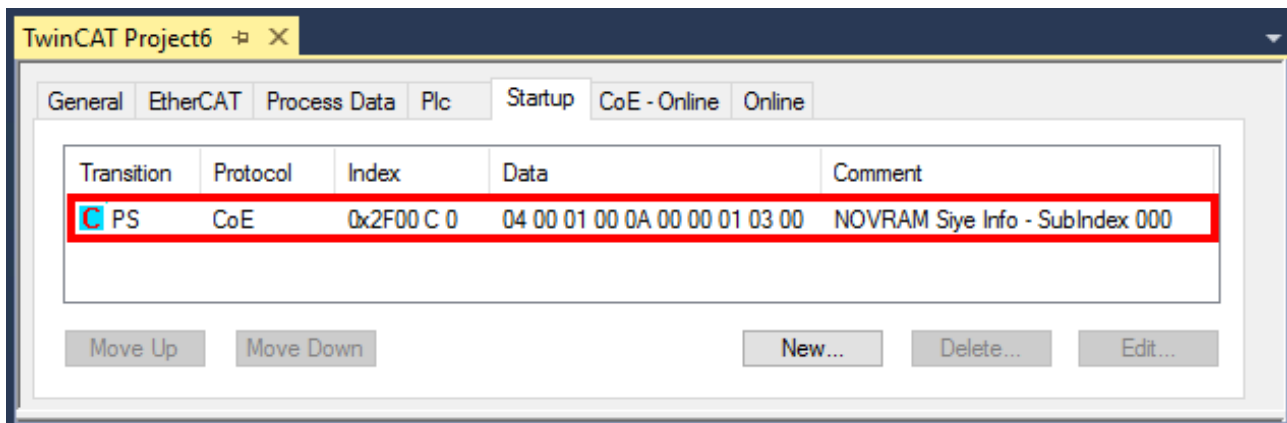 TwinCAT Project6
General EtherCAT Process Data Plc Startup CoE - Online Online
Transition Protocol Index Data Comment
C PS CoE 0x2F00 C 0 04 00 01 00 0A 00 00 01 03 00 NOVRAM Siye Info - SubIndex 000
Move Up Move Down New... Delete... Edit...